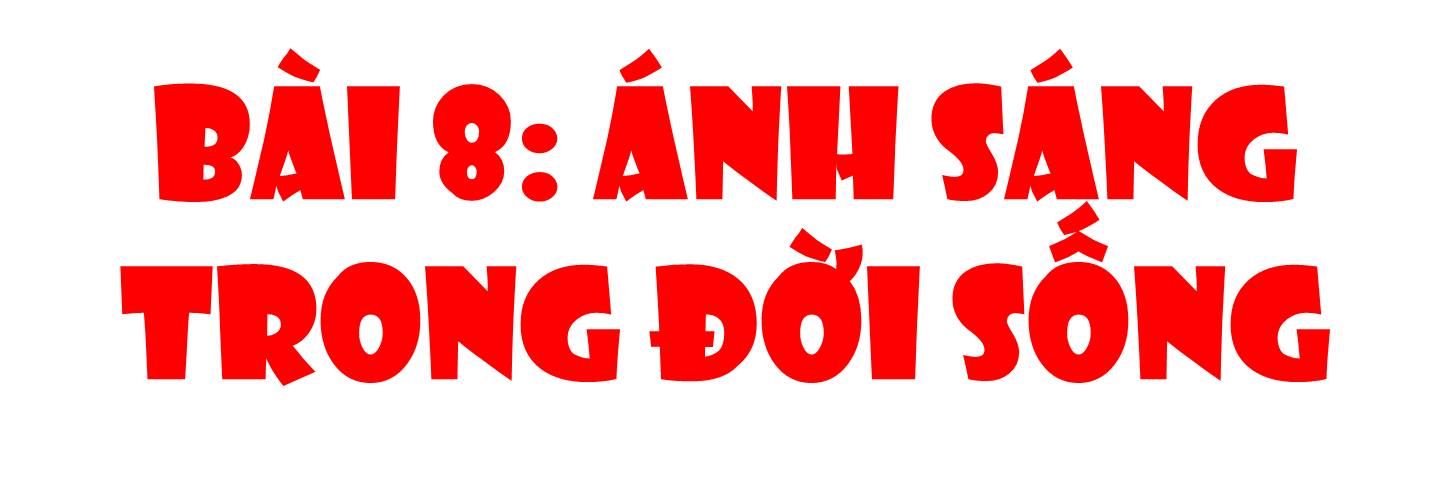 BÀI 8: ÁNH SÁNG
TRONG ĐỜI SỐNG